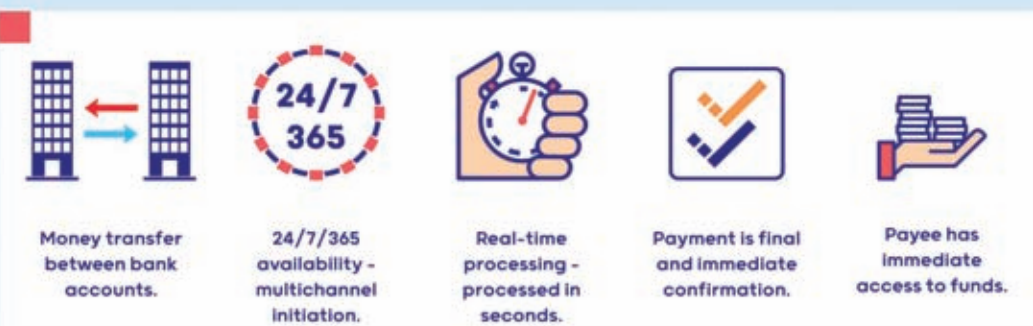 24/7
365
Money transfer
between bank
accounts.
24/7/365
availability -
multichannel
initiation.
Real-time
processing -
processed in
seconds.
Payment is final
and immediate
confirmation.
Payee has
immediate
access to funds.